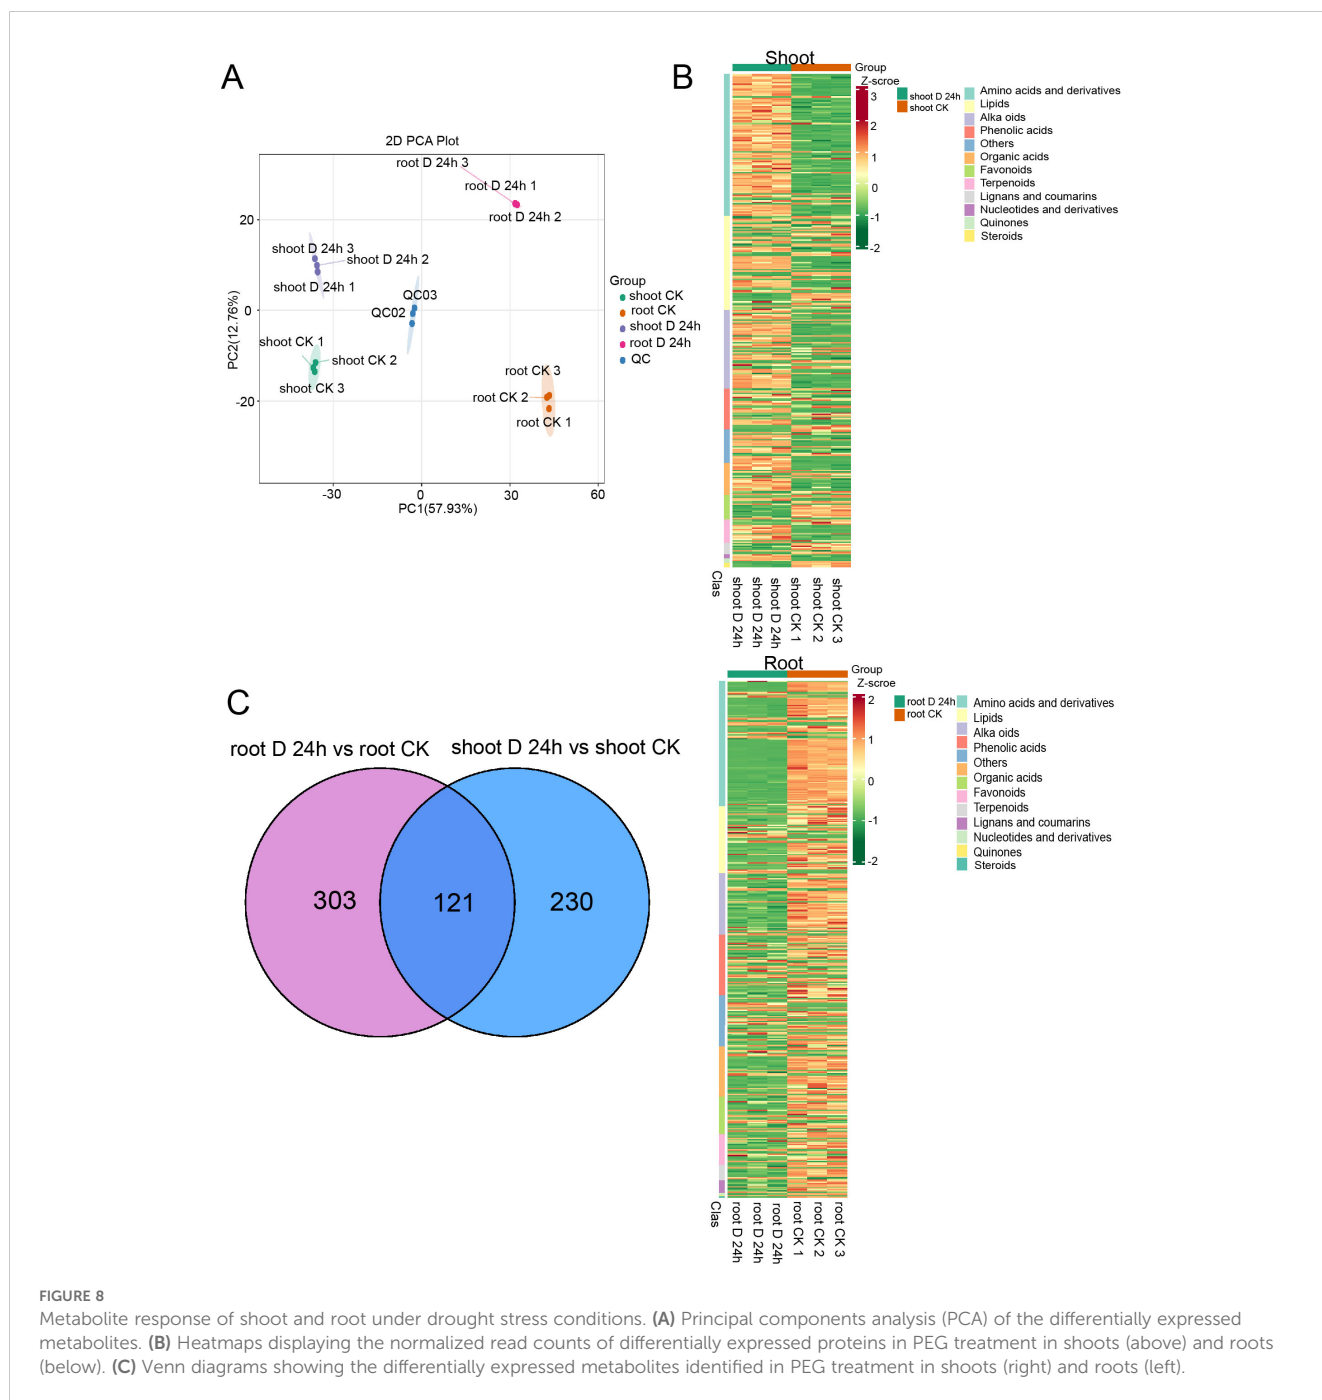 A
2D PCA Plot
root D 24h 3
root D 24h 1
root D 24h 2
shoot D 24h 3
shoot D 24h 2
shoot D 24h 1
QC03
QC02
shoot CK 1
shoot CK 2
shoot CK 3
root CK 3
root CK 2
root CK 1
20
0
-20
PC2(12.76%)
-30
0
30
60
PC1(57.93%)
Group
shoot CK
root CK
shoot D 24h
root D 24h
QC
B
Shoot
Group
Z-scroe
3
2
1
0
-1
-2
shoot D 24h
shoot CK
Amino acids and derivatives
Lipids
Alka oids
Phenolic acids
Others
Organic acids
Favonoids
Terpenoids
Lignans and coumarins
Nucleotides and derivatives
Quinones
Steroids
Clas
shoot D 24h
shoot D 24h
shoot D 24h
shoot CK 1
shoot CK 2
shoot CK 3
Root
Group
Z-scroe
2
1
0
-1
-2
root D 24h
root CK
Amino acids and derivatives
Lipids
Alka oids
Phenolic acids
Others
Organic acids
Favonoids
Terpenoids
Lignans and coumarins
Nucleotides and derivatives
Quinones
Steroids
Clas
root D 24h
root D 24h
root D 24h
root CK 1
root CK 2
root CK 3
C
root D 24h vs root CK
shoot D 24h vs shoot CK
303
121
230
FIGURE 8
Metabolite response of shoot and root under drought stress conditions. (A) Principal components analysis (PCA) of the differentially expressed
metabolites. (B) Heatmaps displaying the normalized read counts of differentially expressed proteins in PEG treatment in shoots (above) and roots
(below). (C) Venn diagrams showing the differentially expressed metabolites identified in PEG treatment in shoots (right) and roots (left).